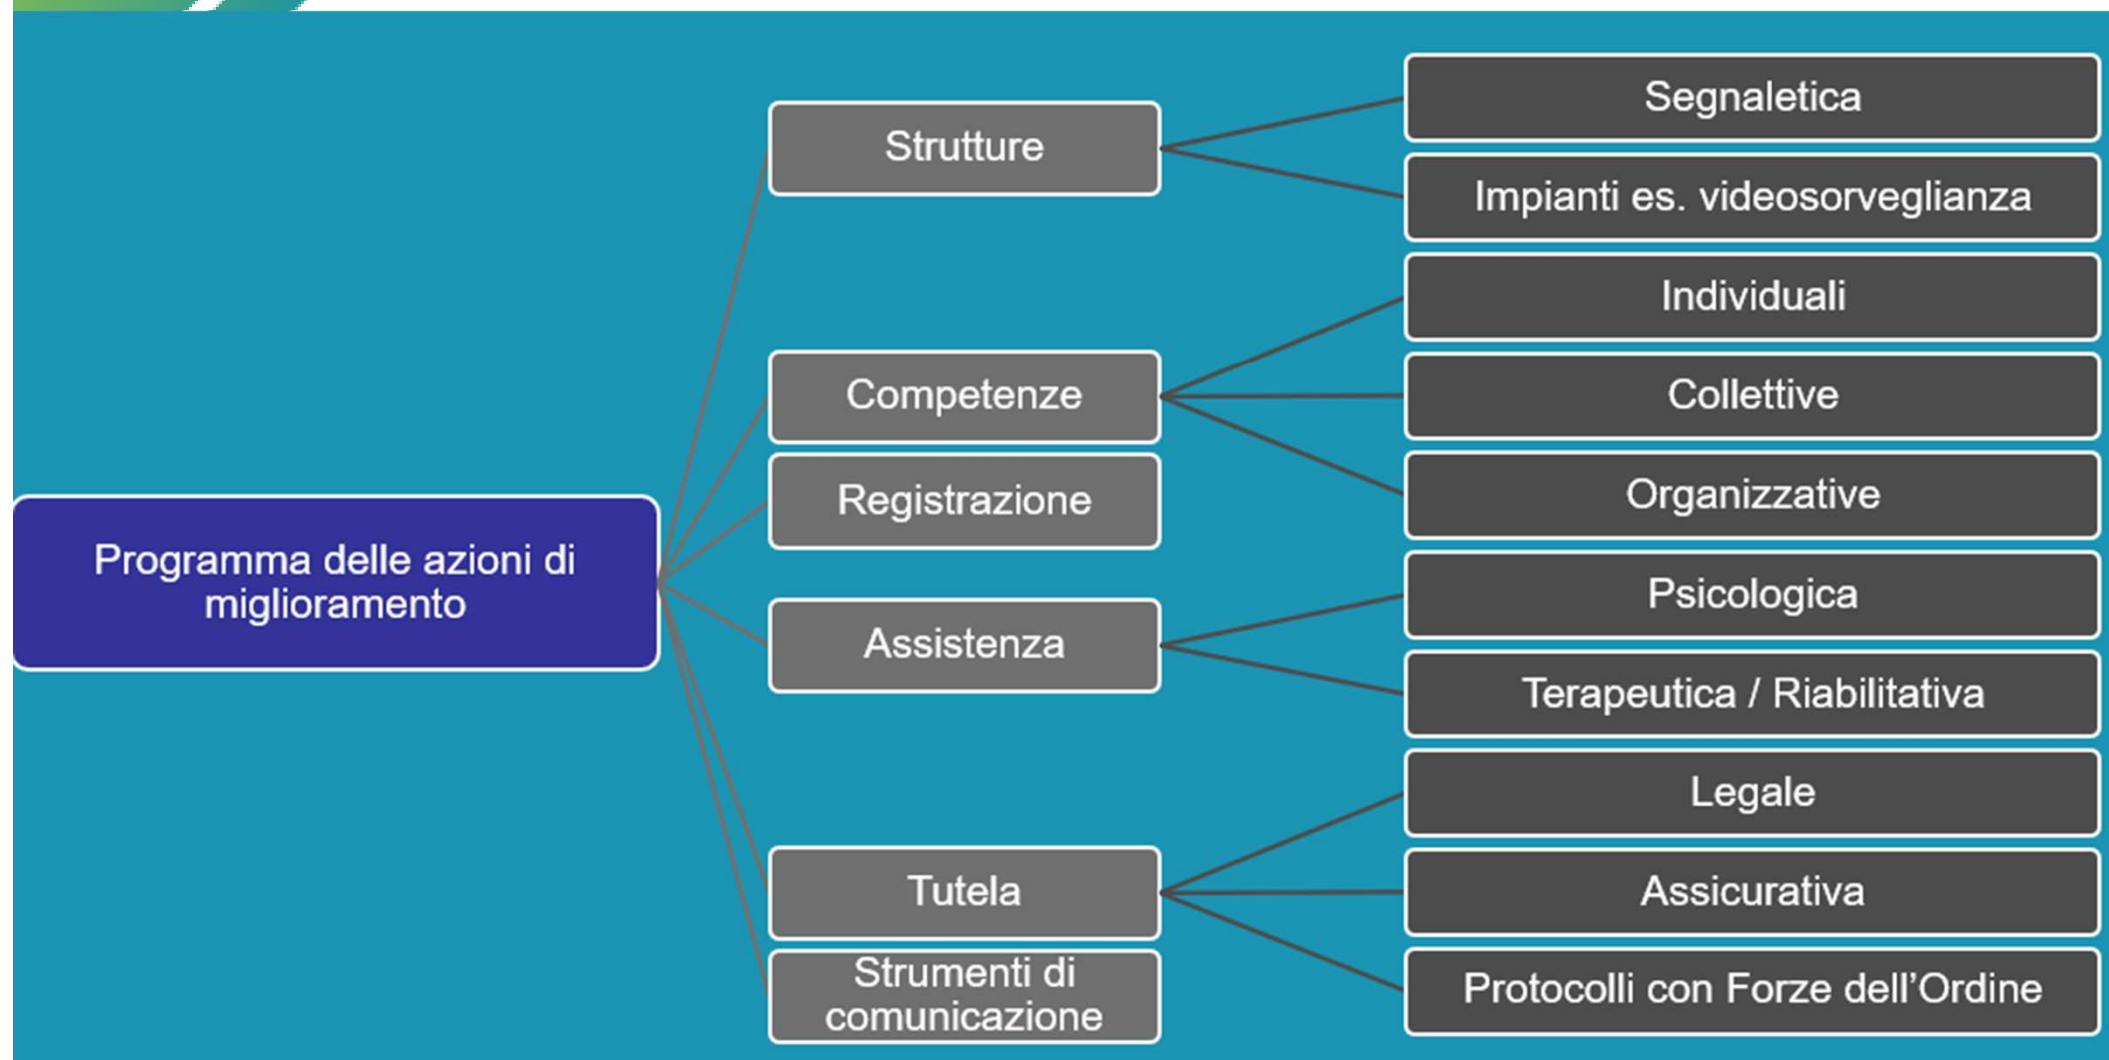 Programma delle azioni di
miglioramento
Strutture
Segnaletica
Impianti es. videosorveglianza
Competenze
Individuali
Collettive
Organizzative
Registrazione
Assistenza
Psicologica
Terapeutica / Riabilitativa
Tutela
Legale
Assicurativa
Protocolli con Forze dell’Ordine
Strumenti di
comunicazione